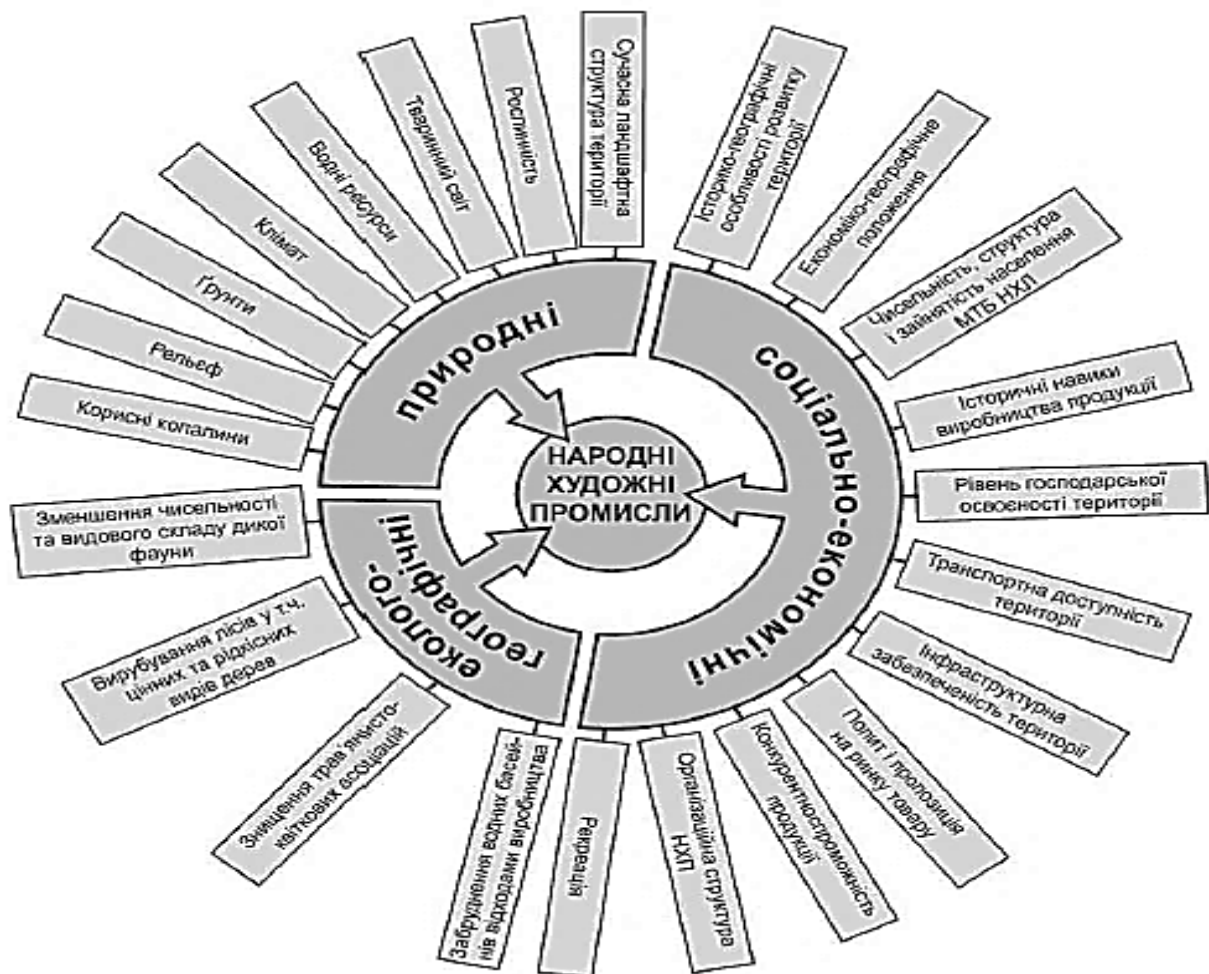 НАРОДНІ
ХУДОЖНІ
ПРОМИСЛИ
природні
Корисні копалини
Рельєф
Ґрунти
Клімат
Водні ресурси
Тваринний світ
Рослинність
Сучасна ландшафтна
структура території
соціально-економічні
Історико-географічні
особливості розвитку
території
Економіко-географічне
положення
Чисельність, структура
і зайнятість населення
МТБ НХП
Історичні навики
виробництва продукції
Рівень господарської
освоєності території
Транспортна доступність
території
Інфраструктурна
забезпеченість території
Попит і пропозиція
на ринку товару
Конкурентноспроможність
продукції
Організаційна структура
НХП
Рекреація
еколого-
географічні
Забруднення водних басей-
нів відходами виробництва
Знищення трав'янисто-
квіткових асоціацій
Вирубування лісів у т.ч.
цінних та рідкісних
видів дерев
Зменшення чисельності
та видового складу дикої
фауни